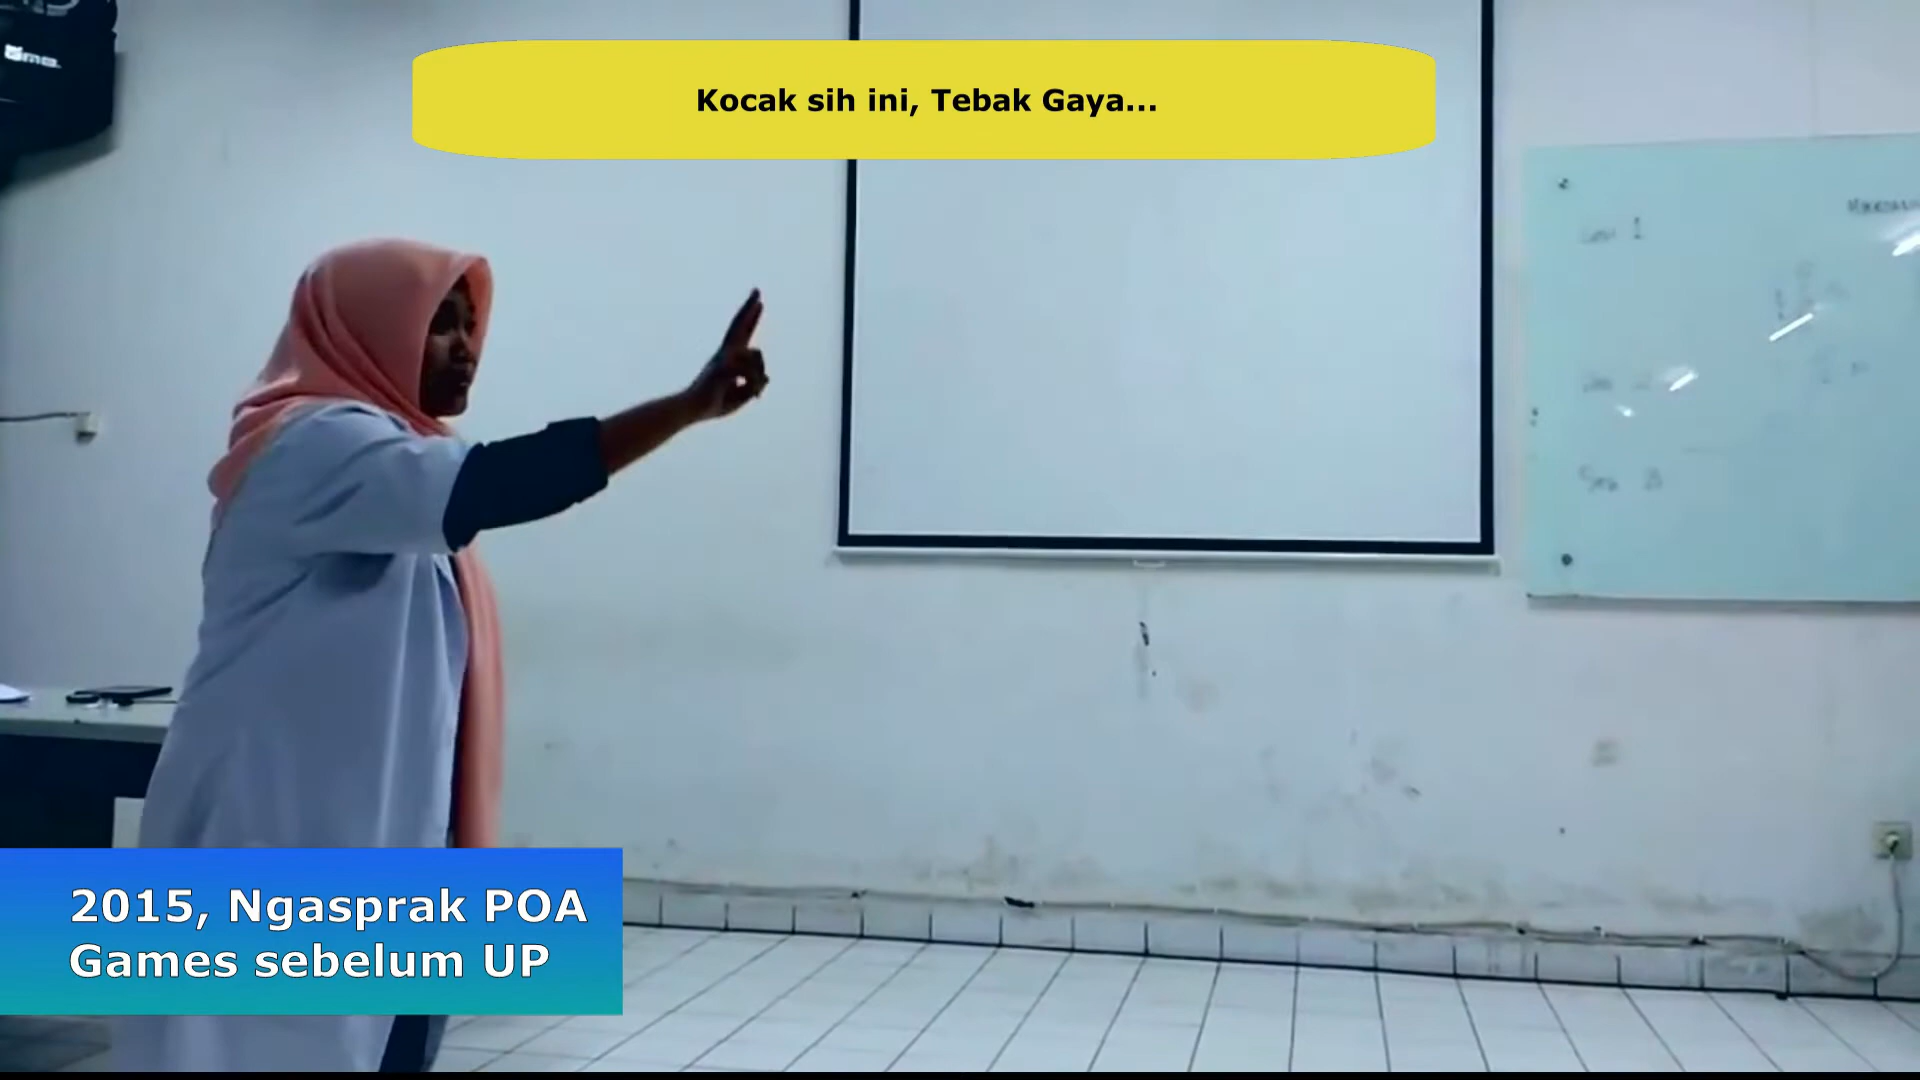 Kocak sih ini, Tebak Gaya...
2015, Ngasprak POA
Games sebelum UP